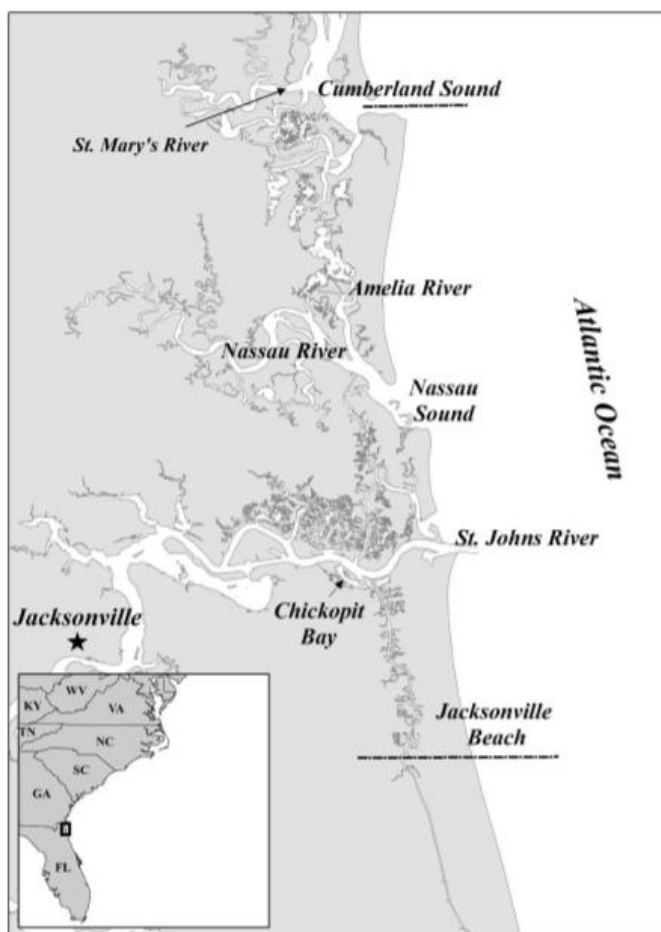 Cumberland Sound
St. Mary's River
Amelia River
Nassau River
Nassau
Sound
Atlantic Ocean
St. Johns River
Chickopit
Bay
Jacksonville
Jacksonville
Beach
WV
KY
VA
TN
NC
SC
GA
FL